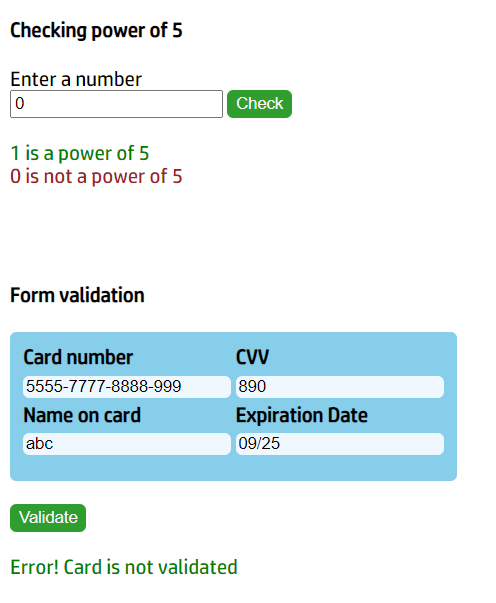 Checking power of 5
Enter a number
0 Check
1 is a power of 5
0 is not a power of 5
Form validation
Card number CVV
5555-7777-8888-999 890
Name on card Expiration Date
abc 09/25
Validate
Error! Card is not validated